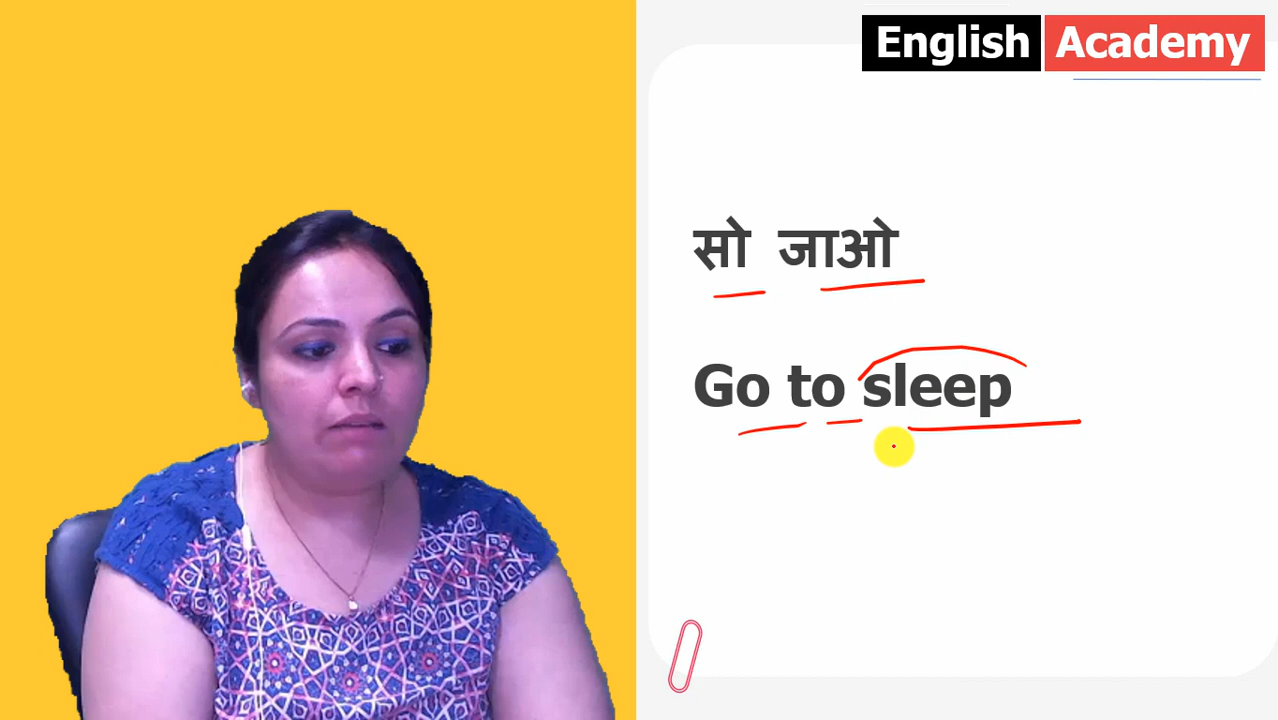 English Academy
सो जाओ
Go to sleep